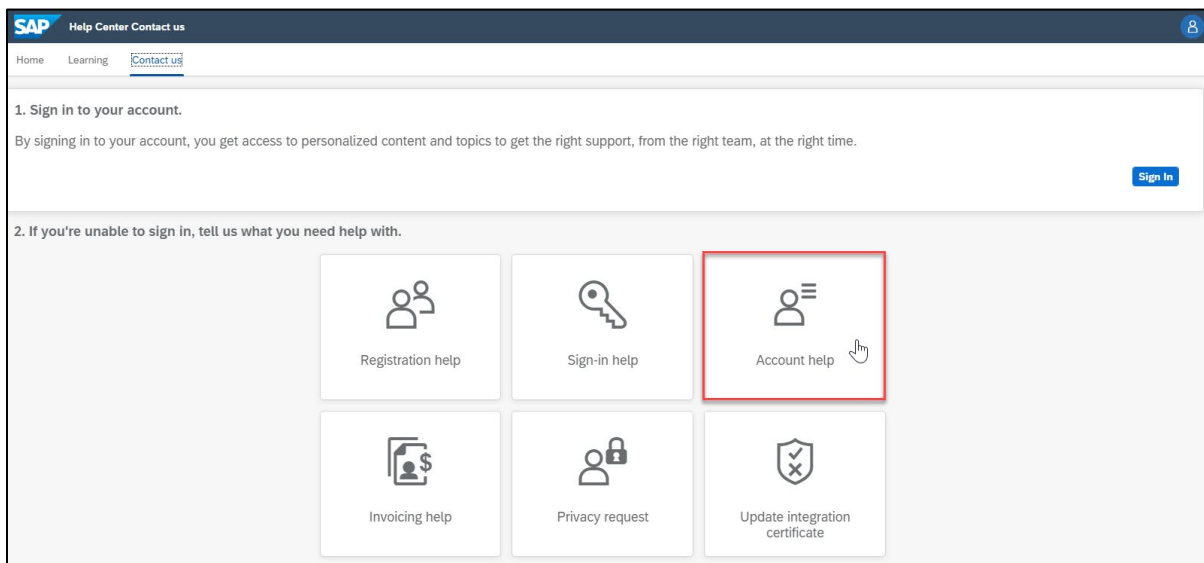 SAP Help Center Contact us
Home Learning Contact us
1. Sign in to your account.
By signing in to your account, you get access to personalized content and topics to get the right support, from the right team, at the right time.
Sign In
2. If you're unable to sign in, tell us what you need help with.
Registration help
Sign-in help
Account help
Invoicing help
Privacy request
Update integration
certificate